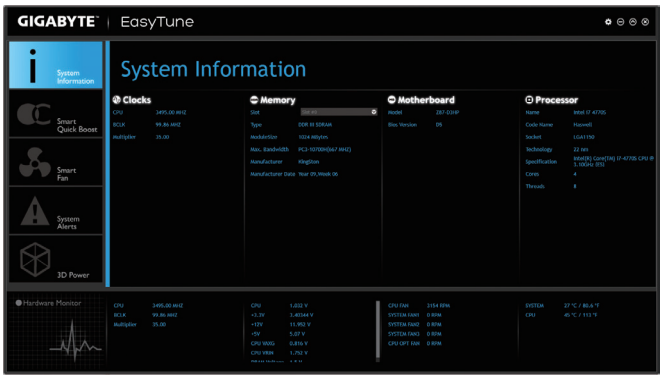 GIGABYTE™ | EasyTune
System Information
Smart Quick Boost
Smart Fan
System Alerts
3D Power
System Information
Clocks
CPU 3495.00 MHZ
BCLK 99.86 MHZ
Multiplier 35.00
Memory
Slot
Type DDR III SDRAM
ModuleSize 1024 MBytes
Max. Bandwidth PC3-10700H(667 MHZ)
Manufacturer Kingston
Manufacturer Date Year 09,Week 06
Motherboard
Model Z87-D3HP
Bios Version D9
Processor
Name Intel i7 4770S
Code Name Haswell
Socket LGA1150
Technology 22 nm
Specification Intel(R) Core(TM) i7-4770S CPU @
3.10GHz (ES)
Cores 4
Threads 8
Hardware Monitor
CPU 3495.00 MHZ
BCLK 99.86 MHZ
Multiplier 35.00
CPU 1.032 V
+3.3V 3.40344 V
+12V 11.952 V
+5V 5.07 V
CPU VAXG 0.816 V
CPU VRIN 1.793 V
CPU FAN 3154 RPM
SYSTEM FAN1 0 RPM
SYSTEM FAN2 0 RPM
SYSTEM FAN3 0 RPM
CPU OPT FAN 0 RPM
SYSTEM 27 °C / 80.6 °F
CPU 45 °C / 113 °F